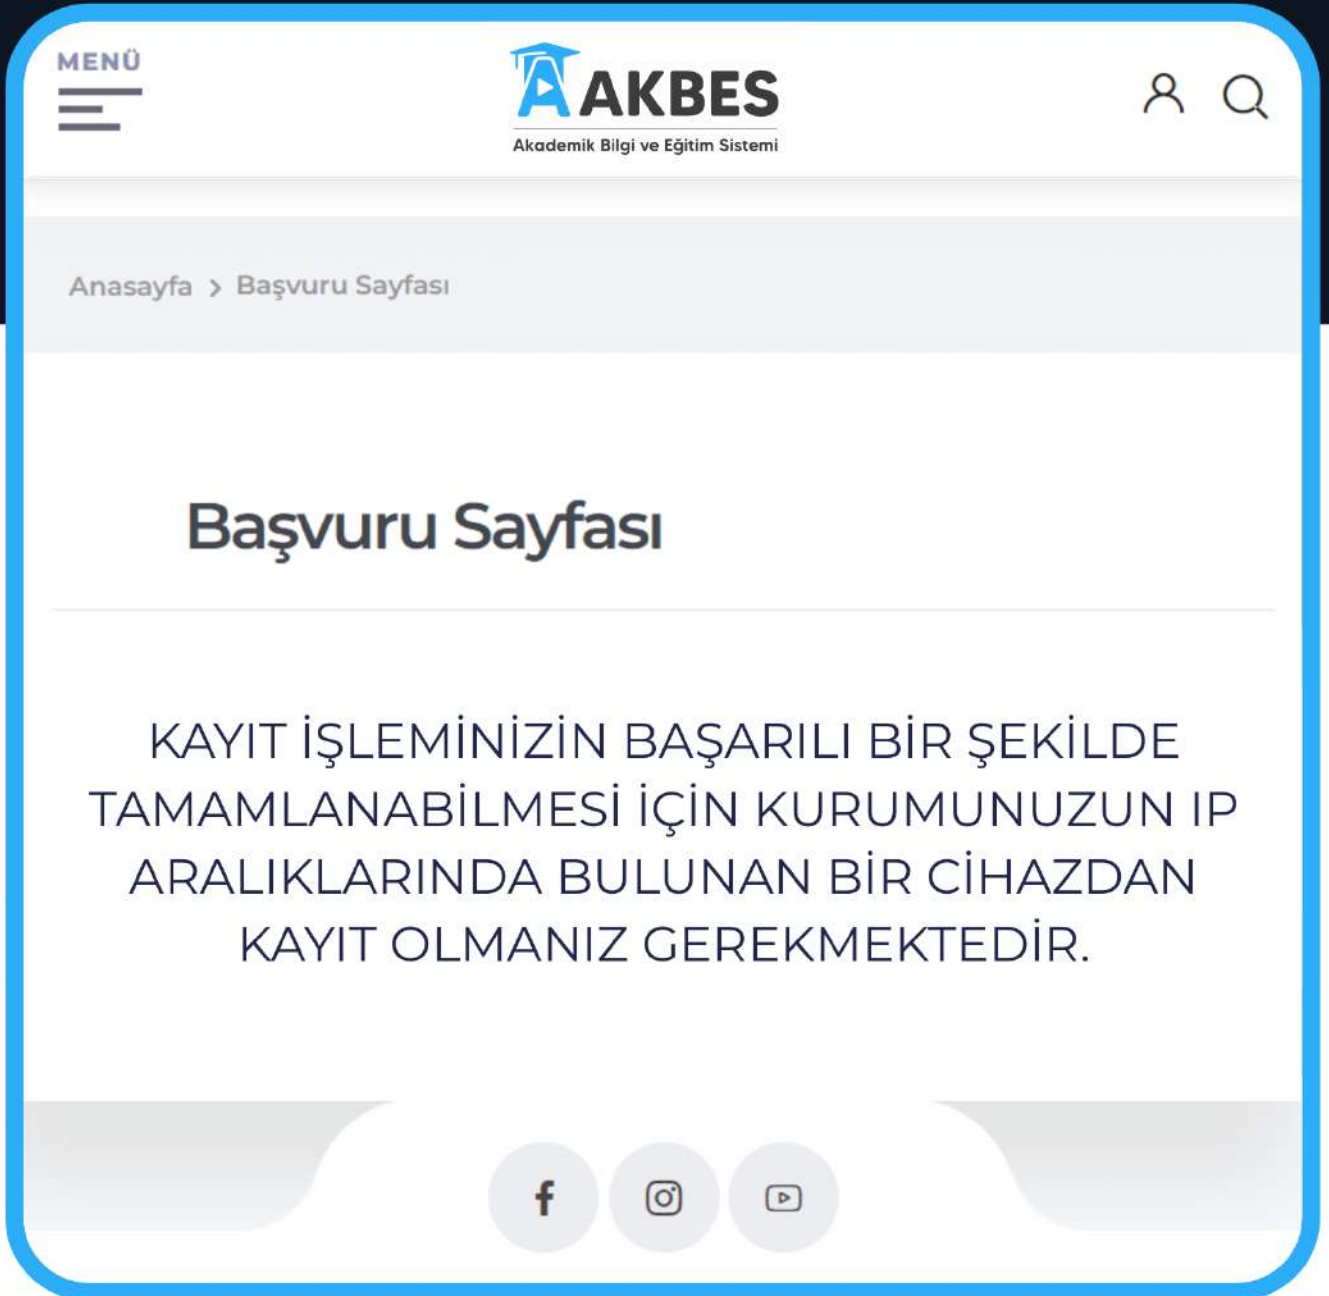 MENÜ
AKBES
Akademik Bilgi ve Eğitim Sistemi
Anasayfa > Başvuru Sayfası
Başvuru Sayfası
KAYIT İŞLEMİNİZİN BAŞARILI BİR ŞEKİLDE
TAMAMLANABİLMESİ İÇİN KURUMUNUZUN IP
ARALIKLARINDA BULUNAN BİR CİHAZDAN
KAYIT OLMANIZ GEREKMEKTEDİR.